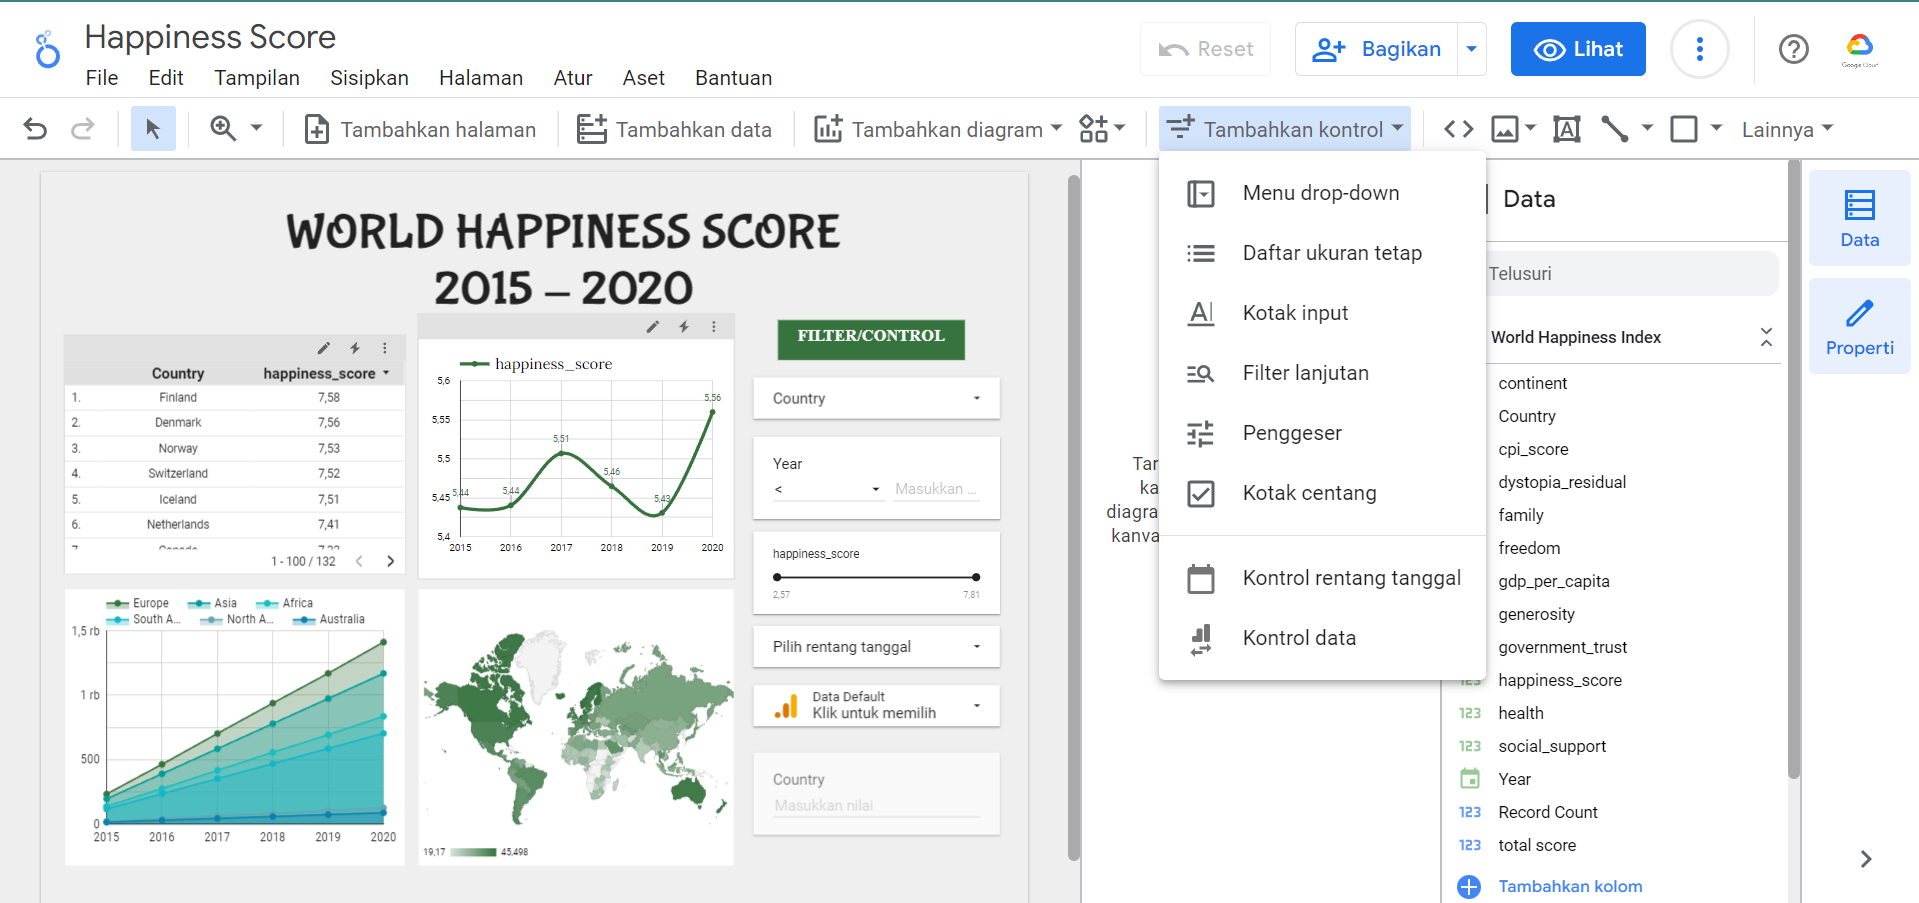 Happiness Score
File Edit Tampilan Sisipkan Halaman Atur Aset Bantuan
Reset
Bagikan
Lihat
Google Cloud
Tambahkan halaman
Tambahkan data
Tambahkan diagram
Tambahkan kontrol
Lainnya
WORLD HAPPINESS SCORE
2015 – 2020
Country happiness_score
1. Finland 7,58
2. Denmark 7,56
3. Norway 7,53
4. Switzerland 7,52
5. Iceland 7,51
6. Netherlands 7,41
1 - 100 / 132
happiness_score
5,6
5,55
5,5
5,45
5,4
5,44
5,44
5,51
5,46
5,43
5,56
2015 2016 2017 2018 2019 2020
FILTER/CONTROL
Country
Year
< Masukkan ...
happiness_score
2,57 7,81
Pilih rentang tanggal
Data Default
Klik untuk memilih
Country
Masukkan nilai
Europe Asia Africa
South A... North A... Australia
1,5 rb
1 rb
500
0
2015 2016 2017 2018 2019 2020
19,17 45,498
Tar
ka
diagra
kanva
Menu drop-down
Daftar ukuran tetap
Kotak input
Filter lanjutan
Penggeser
Kotak centang
Kontrol rentang tanggal
Kontrol data
Data
Telusuri
World Happiness Index
continent
Country
cpi_score
dystopia_residual
family
freedom
gdp_per_capita
generosity
government_trust
123 happiness_score
123 health
123 social_support
Year
123 Record Count
123 total score
Tambahkan kolom
Data
Properti